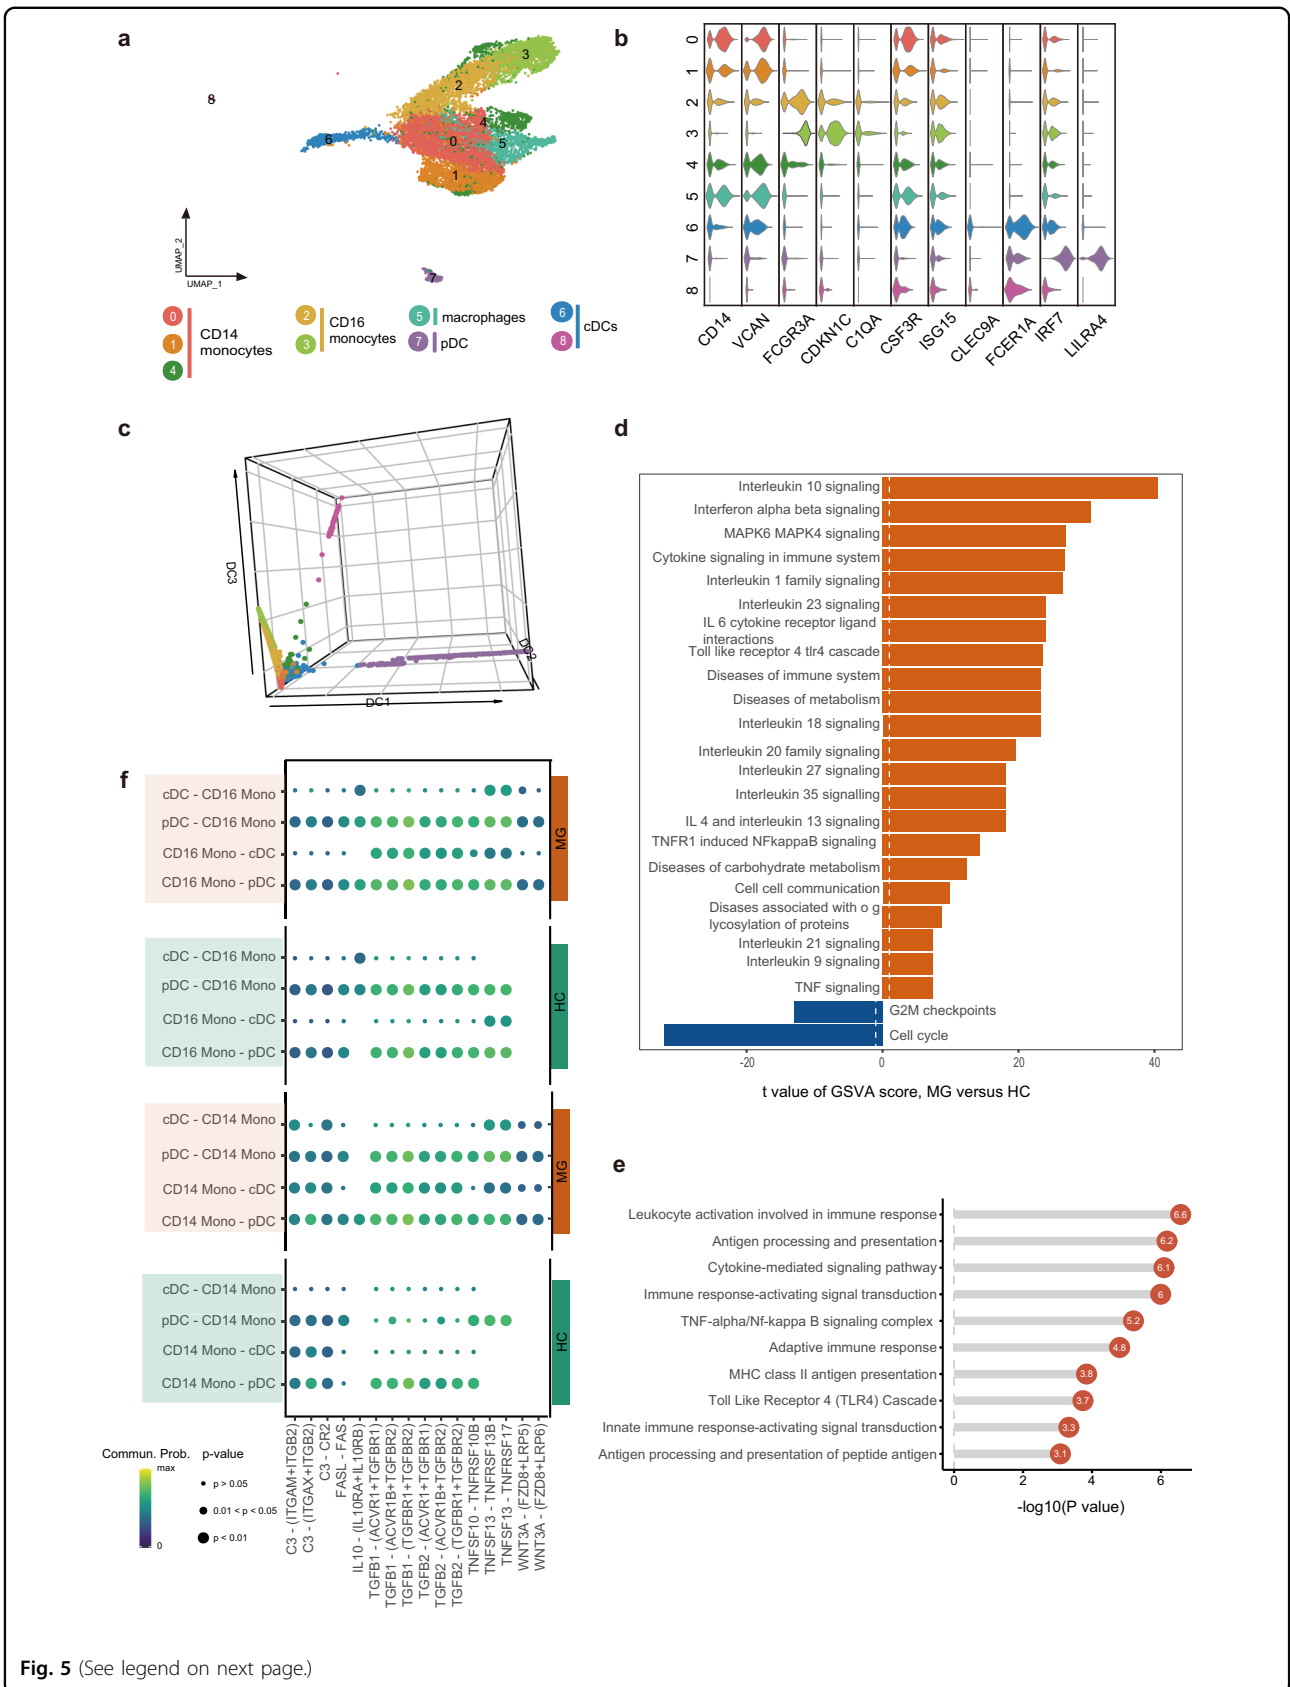 a
8
3
2
4
0
5
6
1
7
UMAP_2
UMAP_1
0
1
4
CD14
monocytes
2
3
CD16
monocytes
5
macrophages
7
pDC
6
8
cDCs
b
0
1
2
3
4
5
6
7
8
CD14
VCAN
FCGR3A
CDKN1C
C1QA
CSF3R
ISG15
CLEC9A
FCER1A
IRF7
LILRA4
c
DC3
DC2
DC1
d
Interleukin 10 signaling
Interferon alpha beta signaling
MAPK6 MAPK4 signaling
Cytokine signaling in immune system
Interleukin 1 family signaling
Interleukin 23 signaling
IL 6 cytokine receptor ligand
interactions
Toll like receptor 4 tlr4 cascade
Diseases of immune system
Diseases of metabolism
Interleukin 18 signaling
Interleukin 20 family signaling
Interleukin 27 signaling
Interleukin 35 signalling
IL 4 and interleukin 13 signaling
TNFR1 induced NFkappaB signaling
Diseases of carbohydrate metabolism
Cell cell communication
Disases associated with o g
lycosylation of proteins
Interleukin 21 signaling
Interleukin 9 signaling
TNF signaling
G2M checkpoints
Cell cycle
-20
0
20
40
t value of GSVA score, MG versus HC
e
Leukocyte activation involved in immune response
6.6
Antigen processing and presentation
6.2
Cytokine-mediated signaling pathway
6.1
Immune response-activating signal transduction
6
TNF-alpha/Nf-kappa B signaling complex
5.2
Adaptive immune response
4.8
MHC class II antigen presentation
3.8
Toll Like Receptor 4 (TLR4) Cascade
3.7
Innate immune response-activating signal transduction
3.3
Antigen processing and presentation of peptide antigen
3.1
0
2
4
6
-log10(P value)
f
cDC - CD16 Mono
pDC - CD16 Mono
CD16 Mono - cDC
CD16 Mono - pDC
MG
cDC - CD16 Mono
pDC - CD16 Mono
CD16 Mono - cDC
CD16 Mono - pDC
HC
cDC - CD14 Mono
pDC - CD14 Mono
CD14 Mono - cDC
CD14 Mono - pDC
MG
cDC - CD14 Mono
pDC - CD14 Mono
CD14 Mono - cDC
CD14 Mono - pDC
HC
C3 - (ITGAM+ITGB2)
C3 - (ITGAX+ITGB2)
C3 - CR2
FASL - FAS
IL10 - (IL10RA+IL10RB)
TGFB1 - (ACVR1+TGFBR1)
TGFB1 - (ACVR1B+TGFBR2)
TGFB1 - (TGFBR1+TGFBR2)
TGFB2 - (ACVR1+TGFBR1)
TGFB2 - (ACVR1B+TGFBR2)
TGFB2 - (TGFBR1+TGFBR2)
TNFSF10 - TNFRSF10B
TNFSF13 - TNFRSF13B
TNFSF13 - TNFRSF17
WNT3A - (FZD8+LRP5)
WNT3A - (FZD8+LRP6)
Commun. Prob.
max
0
p-value
p > 0.05
0.01 < p < 0.05
p < 0.01
Fig. 5 (See legend on next page.)